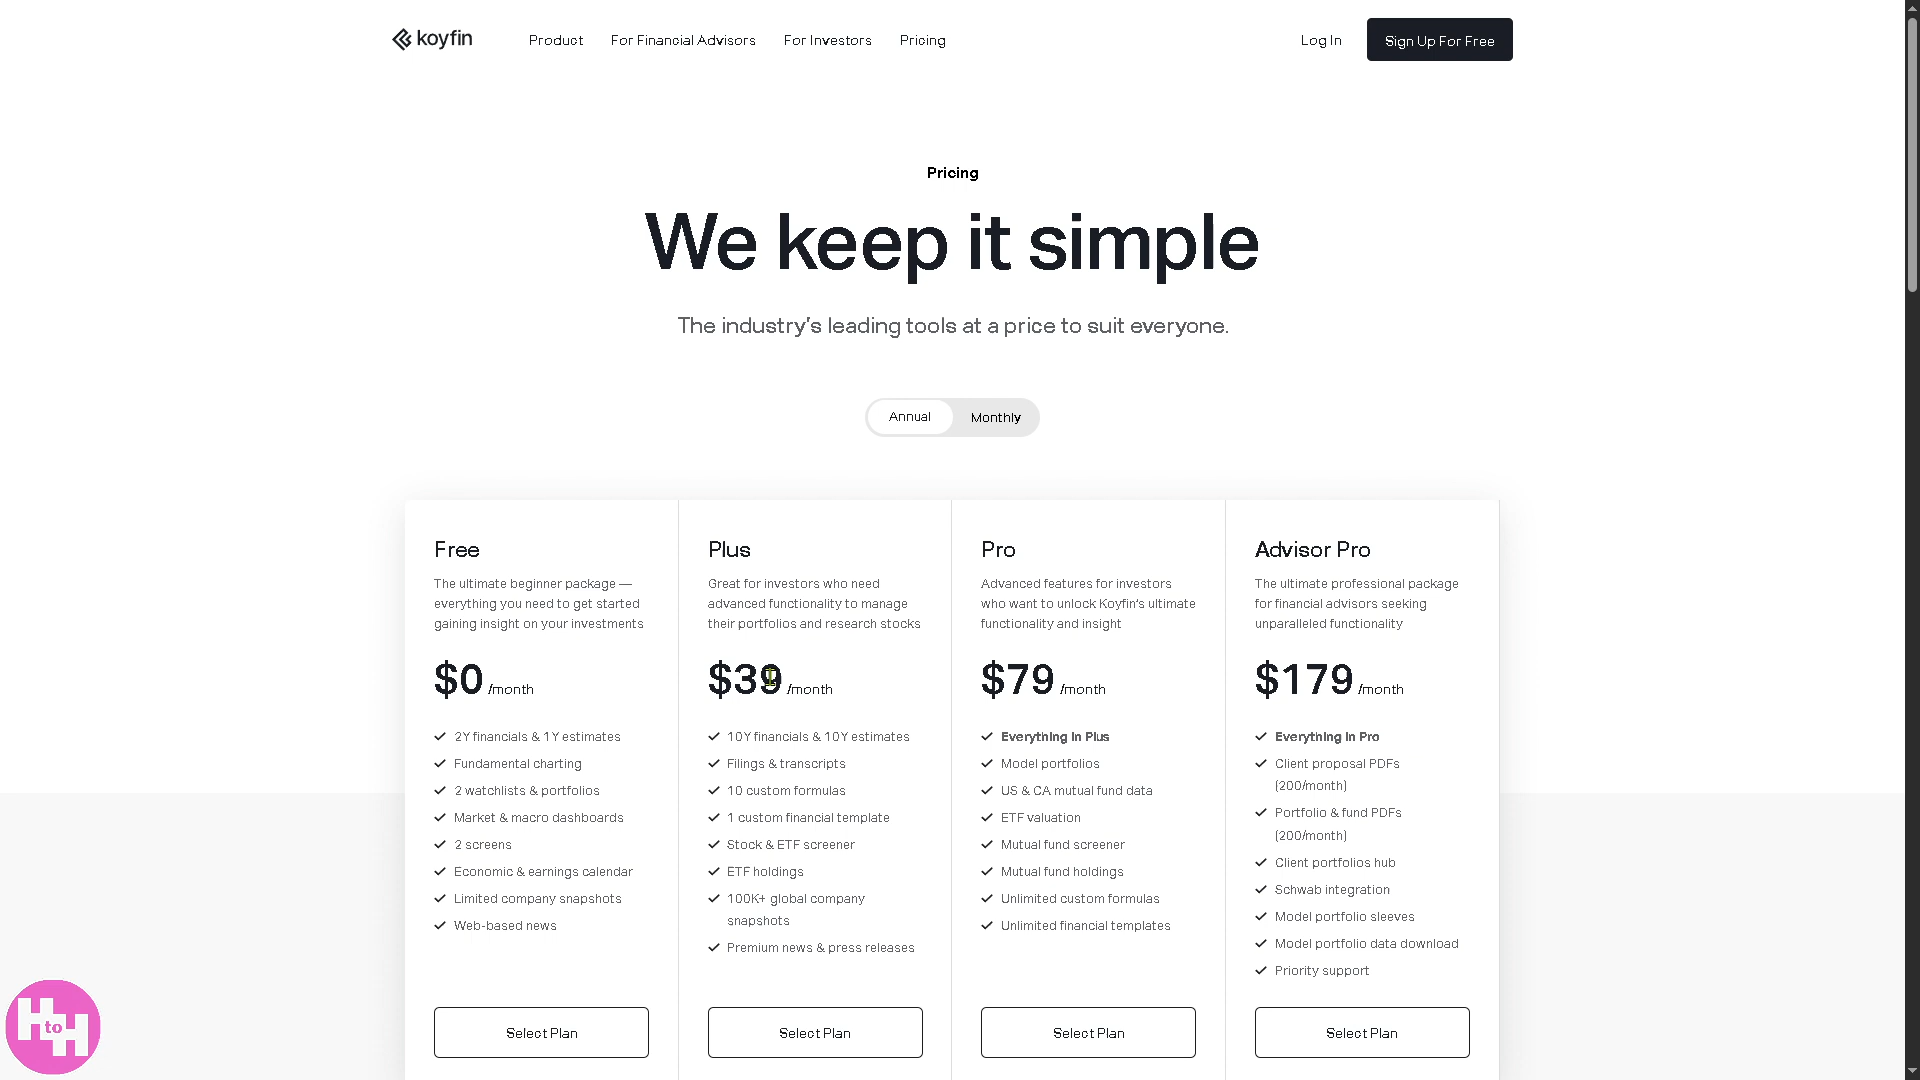 koyfin
Product
For Financial Advisors
For Investors
Pricing
Log In
Sign Up For Free
Pricing
We keep it simple
The industry's leading tools at a price to suit everyone.
Annual
Monthly
Free
The ultimate beginner package —
everything you need to get started
gaining insight on your investments
$0 /month
2Y financials & 1Y estimates
Fundamental charting
2 watchlists & portfolios
Market & macro dashboards
2 screens
Economic & earnings calendar
Limited company snapshots
Web-based news
Select Plan
Plus
Great for investors who need
advanced functionality to manage
their portfolios and research stocks
$39 /month
10Y financials & 10Y estimates
Filings & transcripts
10 custom formulas
1 custom financial template
Stock & ETF screener
ETF holdings
100K+ global company
snapshots
Premium news & press releases
Select Plan
Pro
Advanced features for investors
who want to unlock Koyfin's ultimate
functionality and insight
$79 /month
Everything in Plus
Model portfolios
US & CA mutual fund data
ETF valuation
Mutual fund screener
Mutual fund holdings
Unlimited custom formulas
Unlimited financial templates
Select Plan
Advisor Pro
The ultimate professional package
for financial advisors seeking
unparalleled functionality
$179 /month
Everything in Pro
Client proposal PDFs
(200/month)
Portfolio & fund PDFs
(200/month)
Client portfolios hub
Schwab integration
Model portfolio sleeves
Model portfolio data download
Priority support
Select Plan
H to H